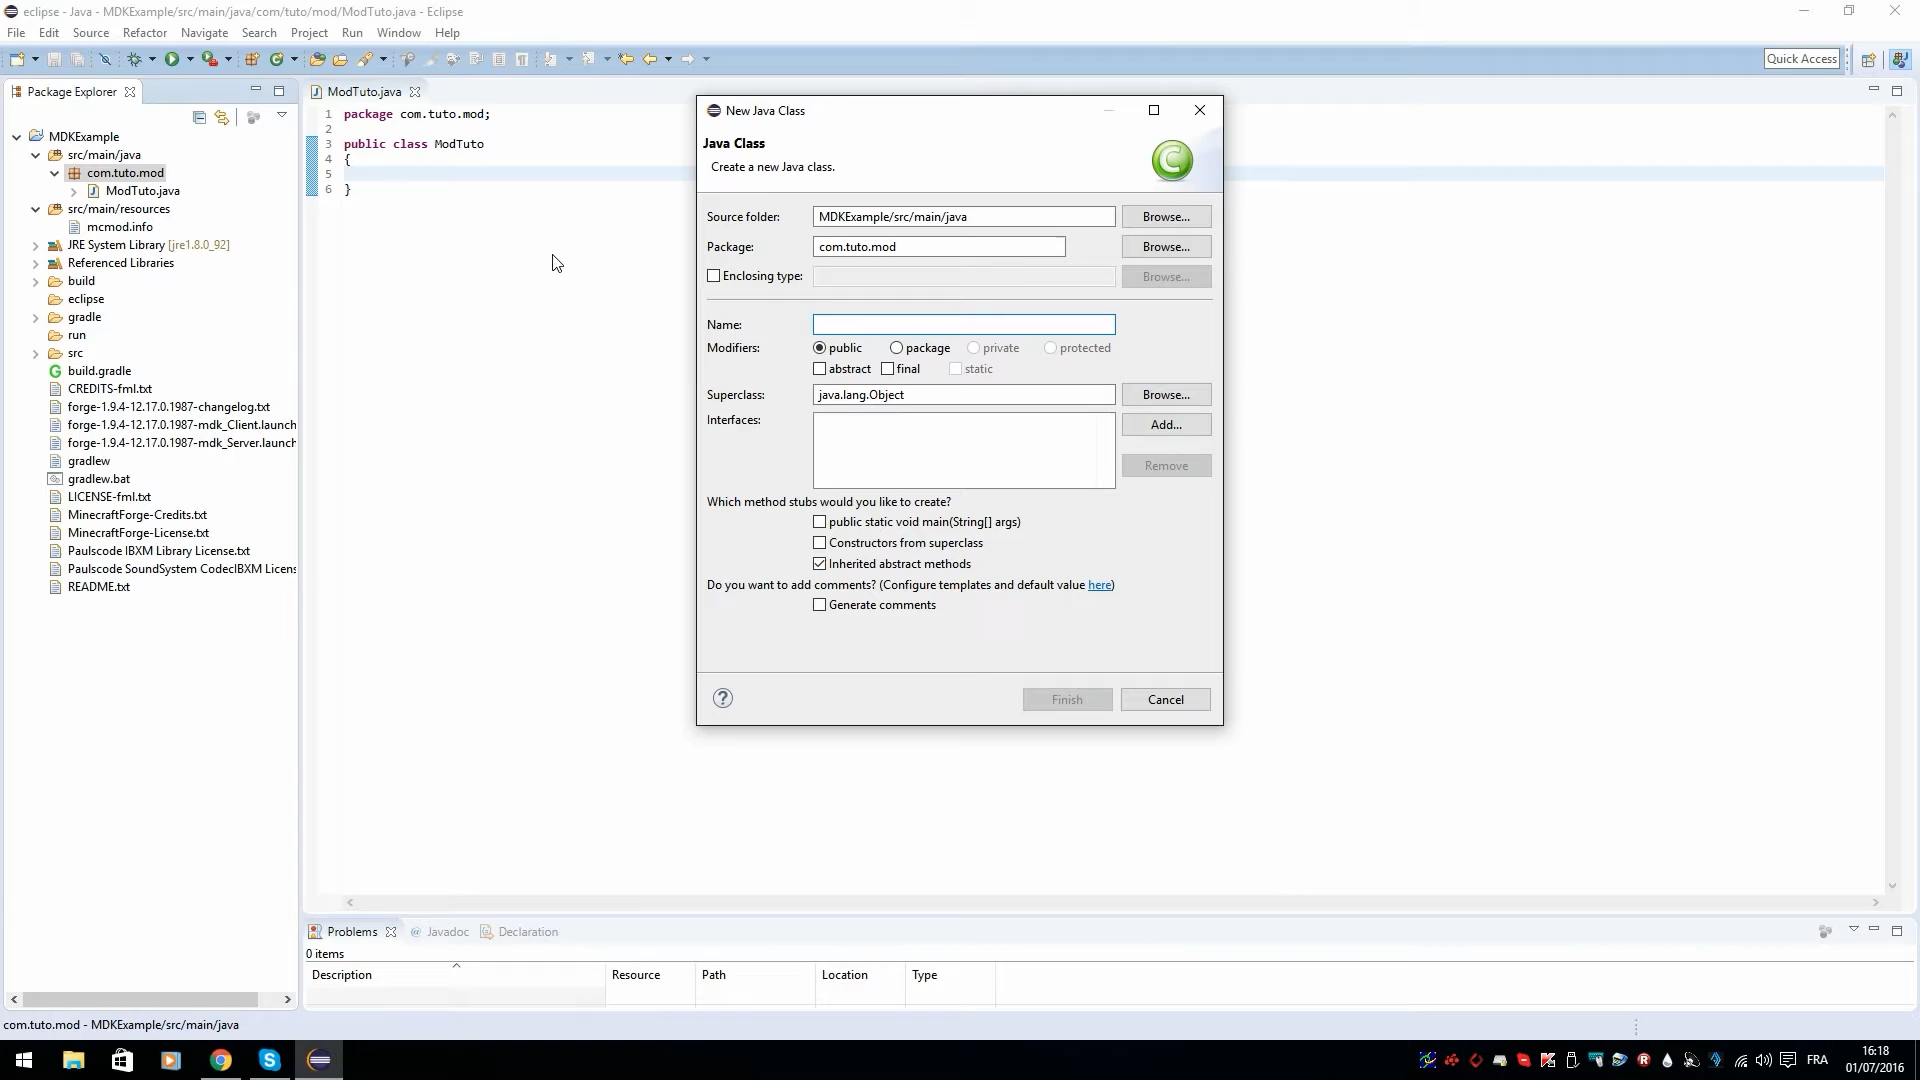 eclipse - Java - MDKExample/src/main/java/com/tuto/mod/ModTuto.java - Eclipse
File Edit Source Refactor Navigate Search Project Run Window Help
Quick Access
Package Explorer
MDKExample
src/main/java
com.tuto.mod
ModTuto.java
src/main/resources
mcmod.info
JRE System Library [jre1.8.0_92]
Referenced Libraries
build
eclipse
gradle
run
src
build.gradle
CREDITS-fml.txt
forge-1.9.4-12.17.0.1987-changelog.txt
forge-1.9.4-12.17.0.1987-mdk_Client.launch
forge-1.9.4-12.17.0.1987-mdk_Server.launch
gradlew
gradlew.bat
LICENSE-fml.txt
MinecraftForge-Credits.txt
MinecraftForge-License.txt
Paulscode IBXM Library License.txt
Paulscode SoundSystem CodecIBXM Licens
README.txt
ModTuto.java
1 package com.tuto.mod;
2
3 public class ModTuto
4 {
5
6 }
New Java Class
Java Class
Create a new Java class.
Source folder: MDKExample/src/main/java Browse...
Package: com.tuto.mod Browse...
Enclosing type: Browse...
Name:
Modifiers: public package private protected
abstract final static
Superclass: java.lang.Object Browse...
Interfaces: Add...
Remove
Which method stubs would you like to create?
public static void main(String[] args)
Constructors from superclass
Inherited abstract methods
Do you want to add comments? (Configure templates and default value here)
Generate comments
Finish Cancel
Problems Javadoc Declaration
0 items
Description Resource Path Location Type
com.tuto.mod - MDKExample/src/main/java
FRA
16:18
01/07/2016